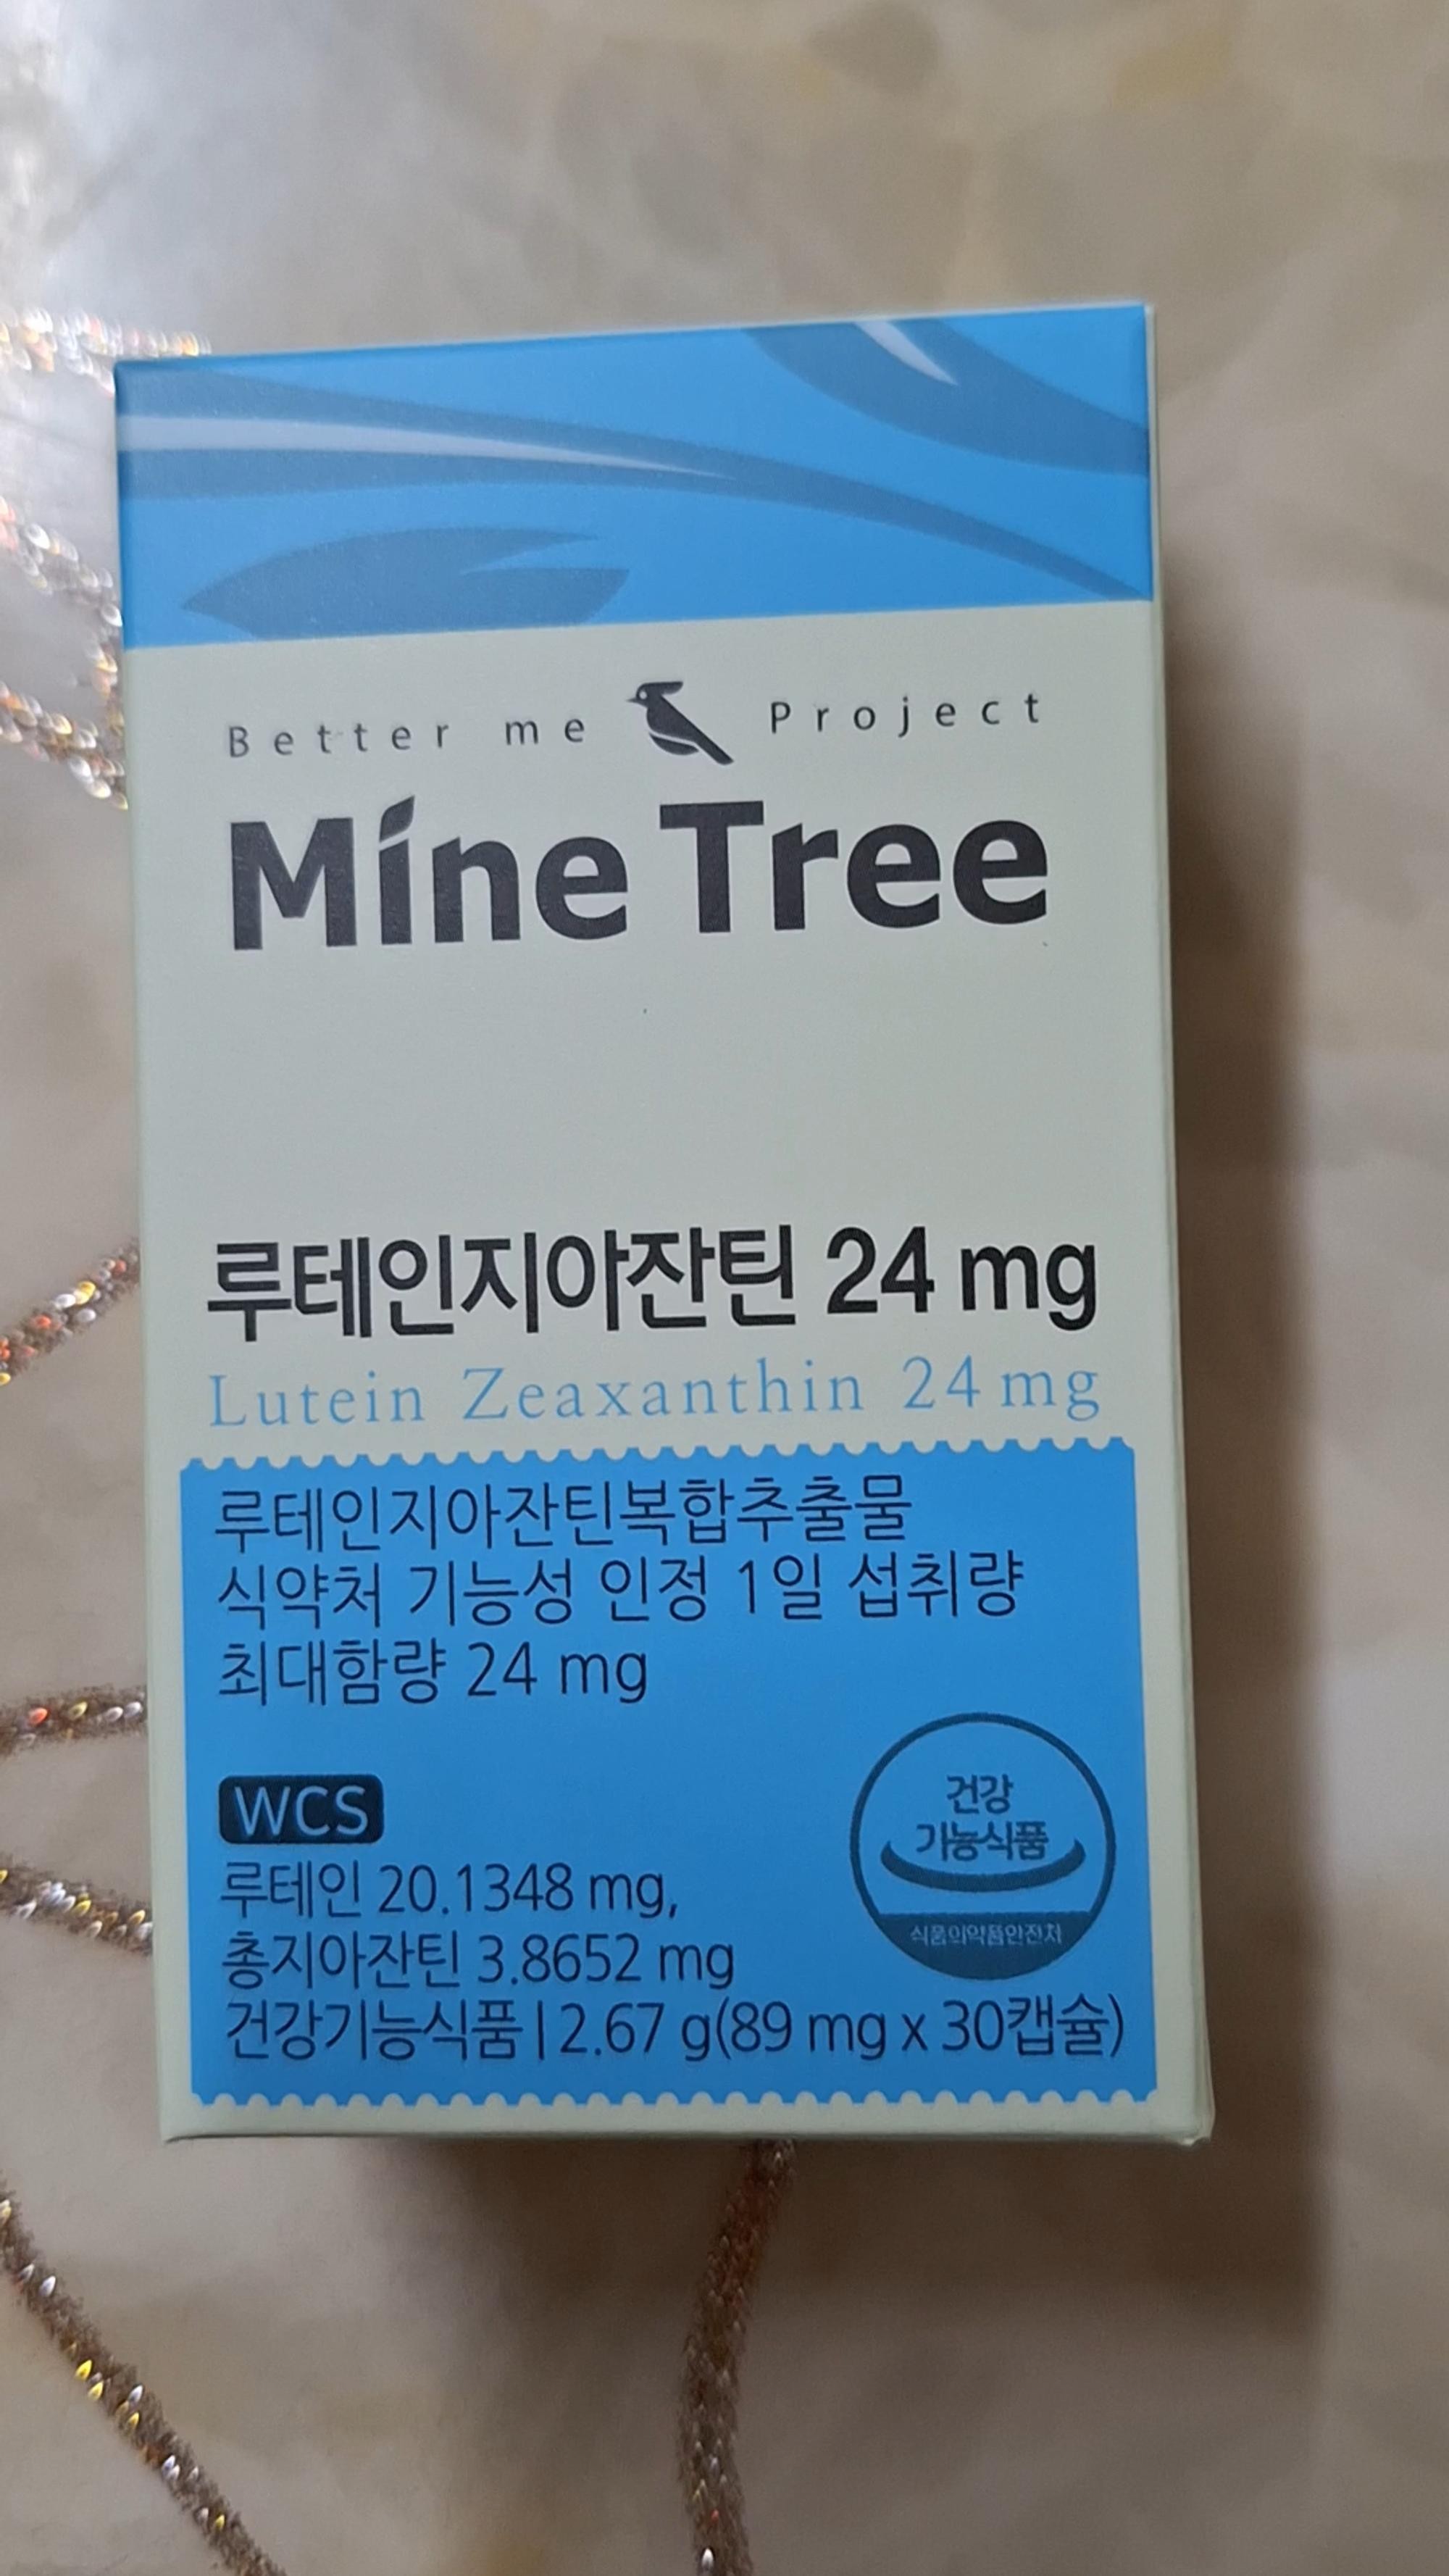 Better me Project
Mine Tree
루테인지아잔틴 24 mg
Lutein Zeaxanthin 24 mg
루테인지아잔틴복합추출물
식약처 기능성 인정 1일 섭취량
최대함량 24 mg
WCS
루테인 20.1348 mg,
총지아잔틴 3.8652 mg
건강기능식품 | 2.67 g(89 mg x 30캡슐)
건강
기능식품
식품의약품안전처